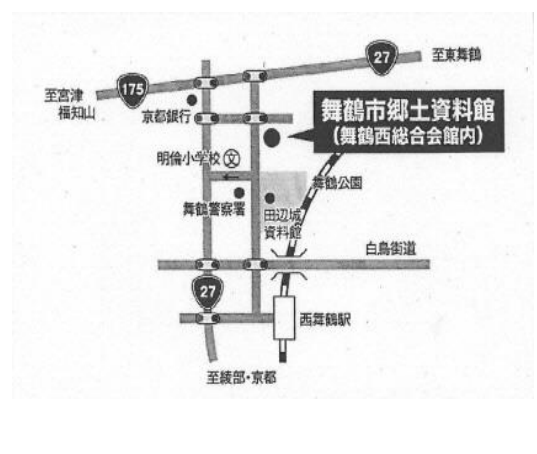 27
至東舞鶴
175
至宮津
福知山
京都銀行
舞鶴市郷土資料館
(舞鶴西総合会館内)
明倫小学校
文
舞鶴公園
舞鶴警察署
田辺城
資料館
白鳥街道
27
西舞鶴駅
至綾部・京都